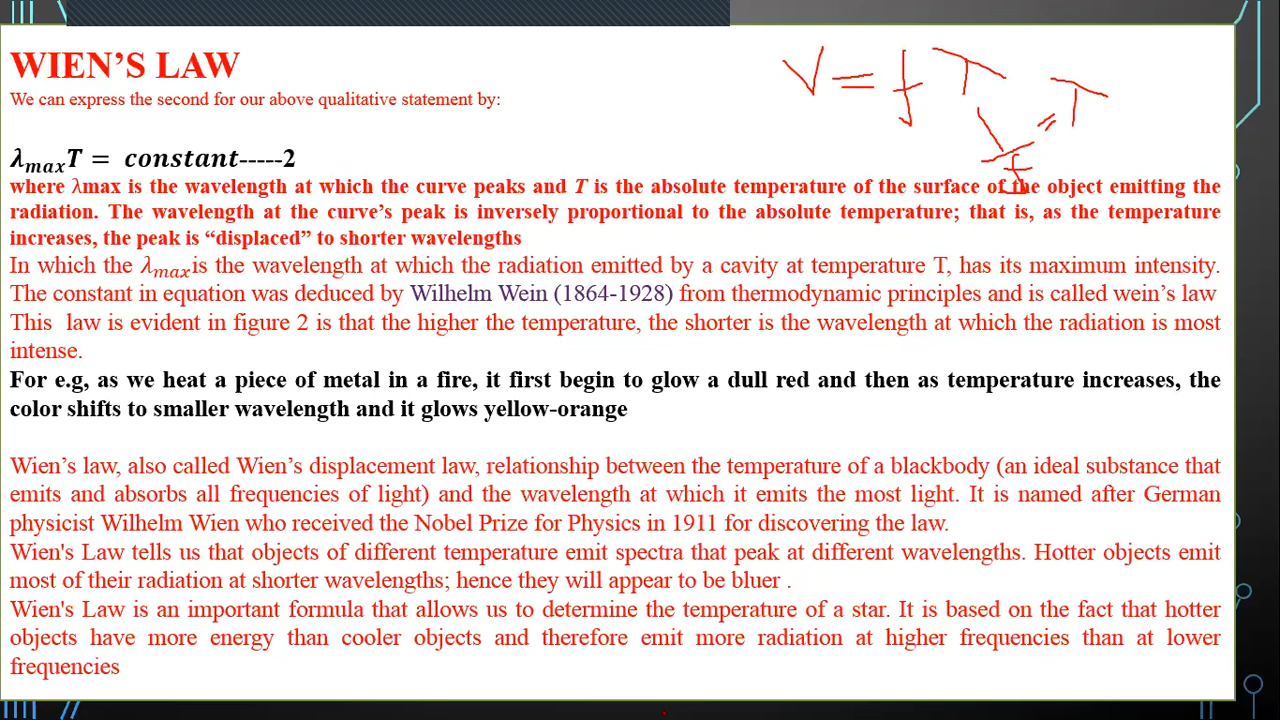 WIEN'S LAW
We can express the second for our above qualitative statement by:
V = f T
V/f = T
λmaxT = constant-----2
where λmax is the wavelength at which the curve peaks and T is the absolute temperature of the surface of the object emitting the
radiation. The wavelength at the curve's peak is inversely proportional to the absolute temperature; that is, as the temperature
increases, the peak is “displaced” to shorter wavelengths
In which the λmax is the wavelength at which the radiation emitted by a cavity at temperature T, has its maximum intensity.
The constant in equation was deduced by Wilhelm Wein (1864-1928) from thermodynamic principles and is called wein's law
This law is evident in figure 2 is that the higher the temperature, the shorter is the wavelength at which the radiation is most
intense.
For e.g, as we heat a piece of metal in a fire, it first begin to glow a dull red and then as temperature increases, the
color shifts to smaller wavelength and it glows yellow-orange
Wien's law, also called Wien's displacement law, relationship between the temperature of a blackbody (an ideal substance that
emits and absorbs all frequencies of light) and the wavelength at which it emits the most light. It is named after German
physicist Wilhelm Wien who received the Nobel Prize for Physics in 1911 for discovering the law.
Wien's Law tells us that objects of different temperature emit spectra that peak at different wavelengths. Hotter objects emit
most of their radiation at shorter wavelengths; hence they will appear to be bluer .
Wien's Law is an important formula that allows us to determine the temperature of a star. It is based on the fact that hotter
objects have more energy than cooler objects and therefore emit more radiation at higher frequencies than at lower
frequencies